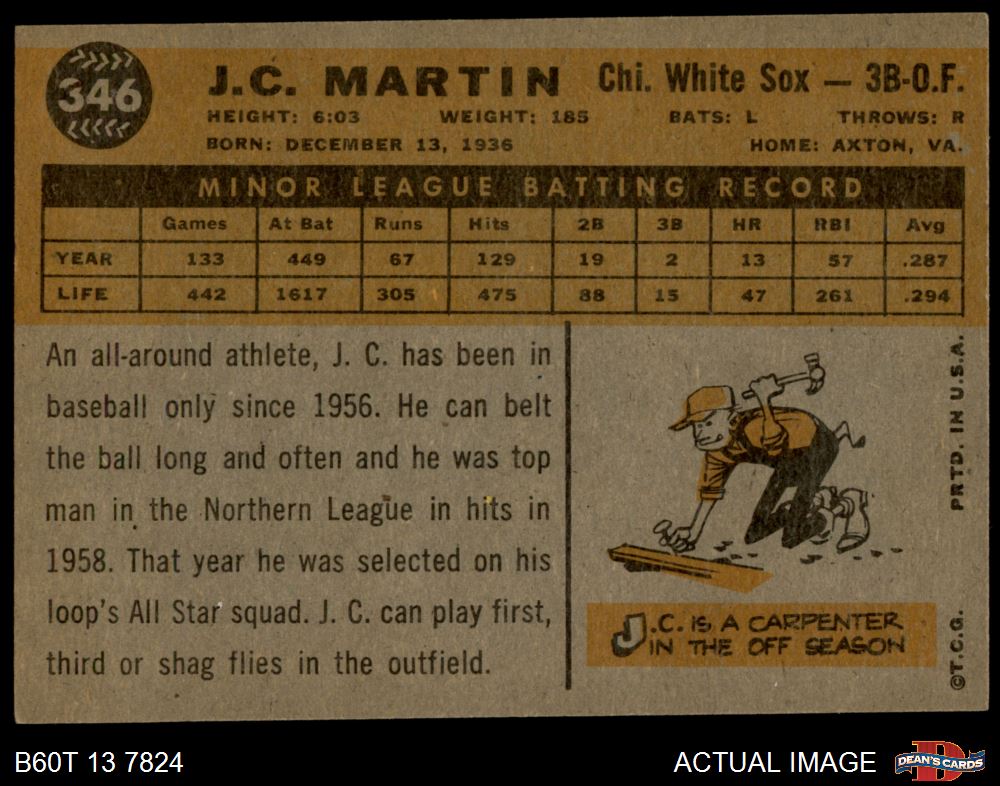 346
J.C. MARTIN Chi. White Sox — 3B-O.F.
HEIGHT: 6:03 WEIGHT: 185 BATS: L THROWS: R
BORN: DECEMBER 13, 1936 HOME: AXTON, VA.
MINOR LEAGUE BATTING RECORD
Games At Bat Runs Hits 2B 3B HR RBI Avg
YEAR 133 449 67 129 19 2 13 57 .287
LIFE 442 1617 305 475 88 15 47 261 .294
An all-around athlete, J. C. has been in
baseball only since 1956. He can belt
the ball long and often and he was top
man in the Northern League in hits in
1958. That year he was selected on his
loop's All Star squad. J. C. can play first,
third or shag flies in the outfield.
J.C. IS A CARPENTER
IN THE OFF SEASON
PRTD. IN U.S.A.
©T.C.G.
B60T 13 7824
ACTUAL IMAGE
D
DEAN'S CARDS